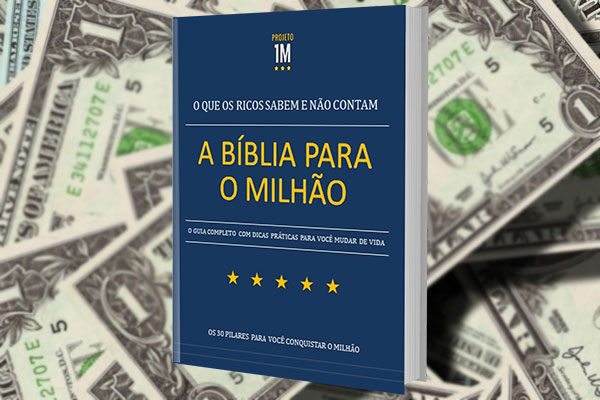 PROJETO
1M
O QUE OS RICOS SABEM E NÃO CONTAM
A BÍBLIA PARA
O MILHÃO
O GUIA COMPLETO COM DICAS PRÁTICAS PARA VOCÊ MUDAR DE VIDA
OS 30 PILARES PARA VOCÊ CONQUISTAR O MILHÃO